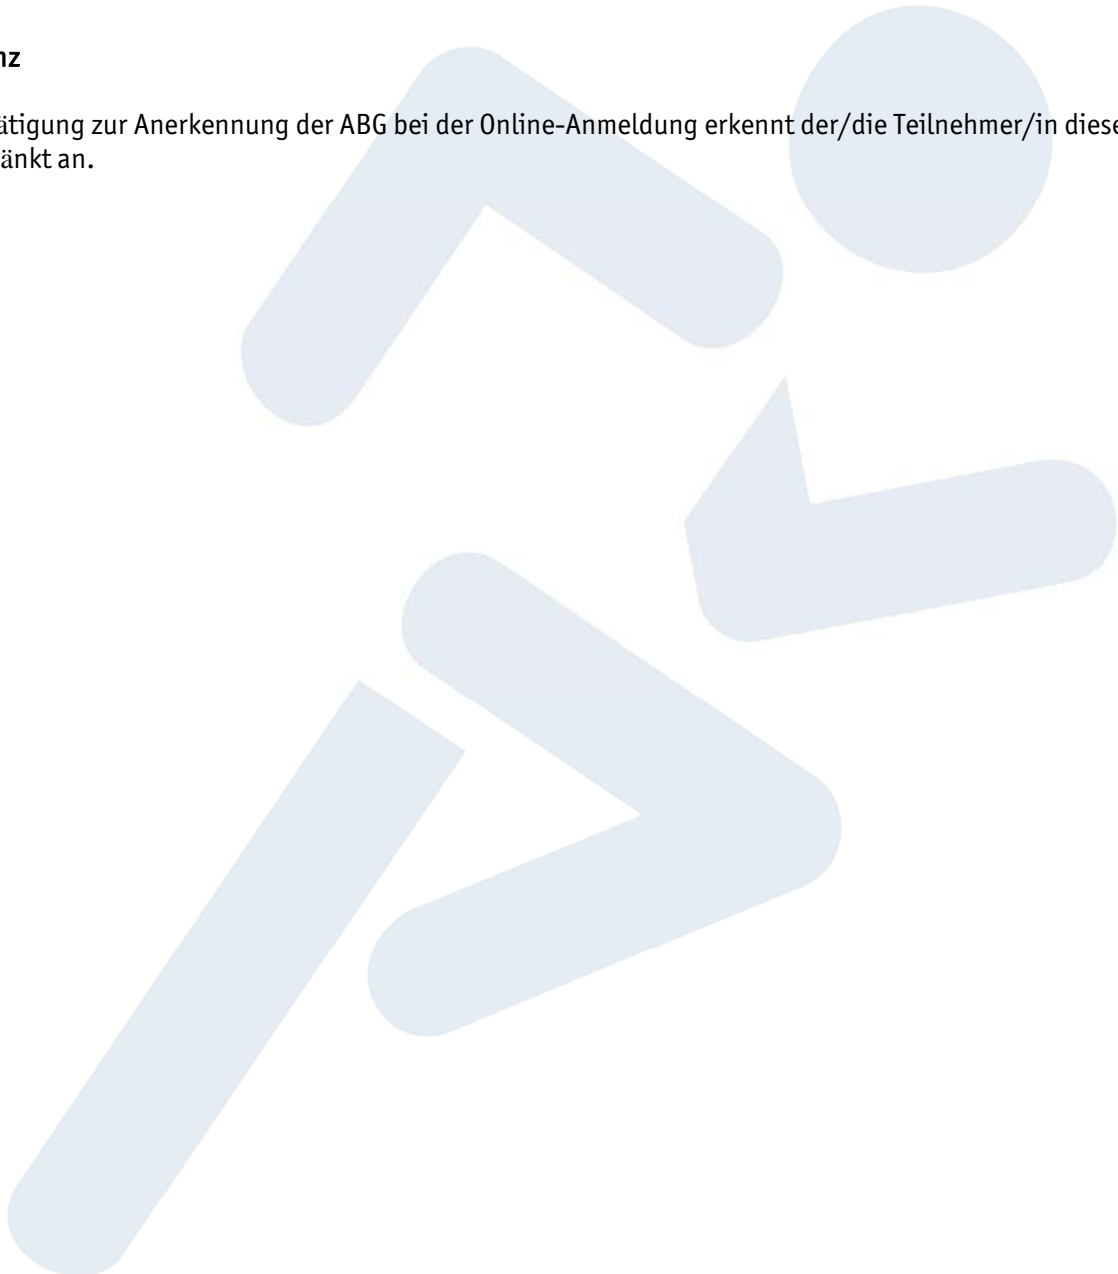 nz
ätigung zur Anerkennung der ABG bei der Online-Anmeldung erkennt der/die Teilnehmer/in diese
änkt an.